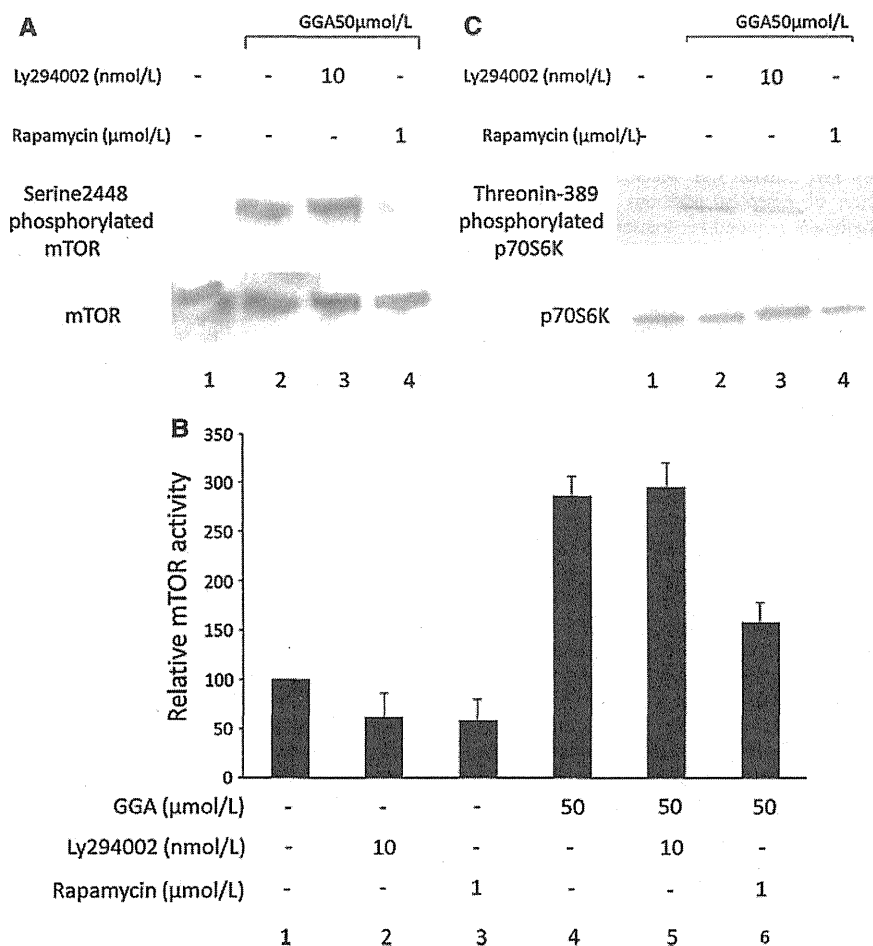 A
GGA50μmol/L
Ly294002 (nmol/L) - - 10 -
Rapamycin (μmol/L) - - - 1
Serine2448
phosphorylated
mTOR
mTOR
1 2 3 4
C
GGA50μmol/L
Ly294002 (nmol/L) - - 10 -
Rapamycin (μmol/L)- - - 1
Threonin-389
phosphorylated
p70S6K
p70S6K
1 2 3 4
B
Relative mTOR activity
350
300
250
200
150
100
50
0
GGA (μmol/L) - - - 50 50 50
Ly294002 (nmol/L) - 10 - - 10 -
Rapamycin (μmol/L) - - 1 - - 1
1 2 3 4 5 6